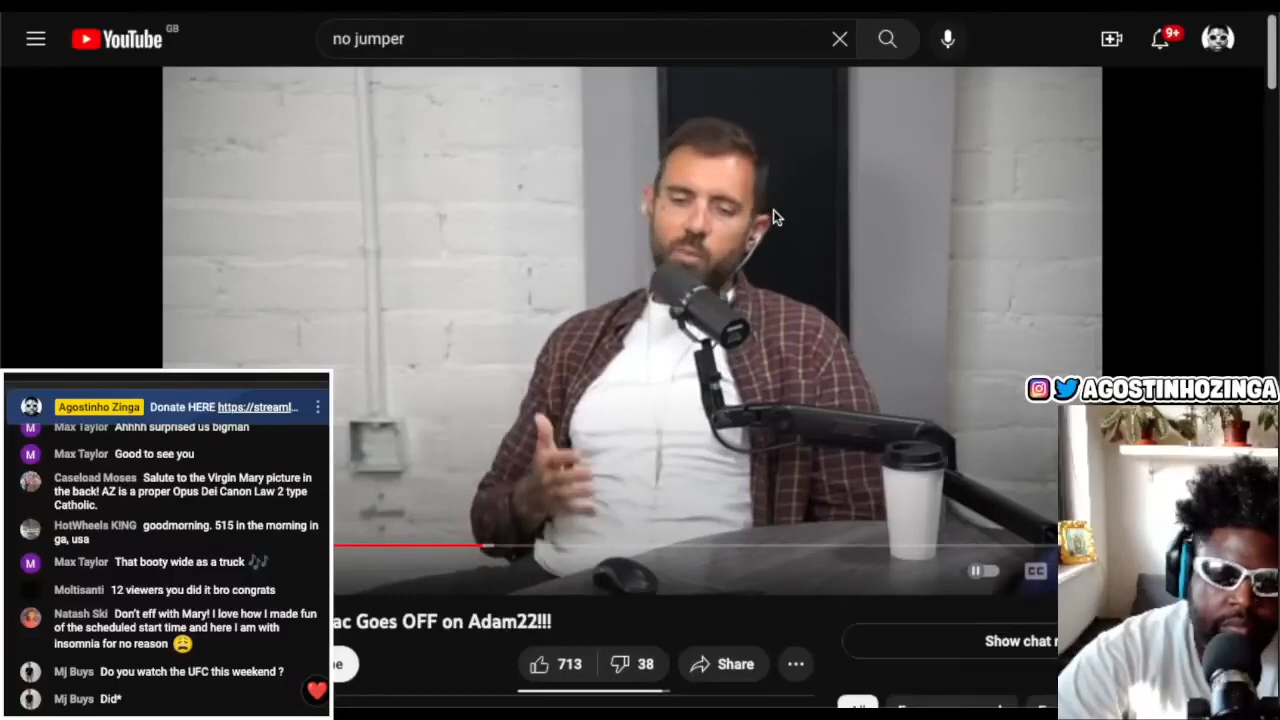 YouTube GB
no jumper
9+
AGOSTINHOZINGA
Agostinho Zinga Donate HERE https://streaml...
Max Taylor Ahhhh surprised us bigman
Max Taylor Good to see you
Caseload Moses Salute to the Virgin Mary picture in
the back! AZ is a proper Opus Dei Canon Law 2 type
Catholic.
HotWheels K!NG goodmorning. 515 in the morning in
ga, usa
Max Taylor That booty wide as a truck 🎶
Moltisanti 12 viewers you did it bro congrats
Natash Ski Don't eff with Mary! I love how I made fun
of the scheduled start time and here I am with
insomnia for no reason 😩
Mj Buys Do you watch the UFC this weekend ?
Mj Buys Did*
CC
ac Goes OFF on Adam22!!!
713
38
Share
Show chat r